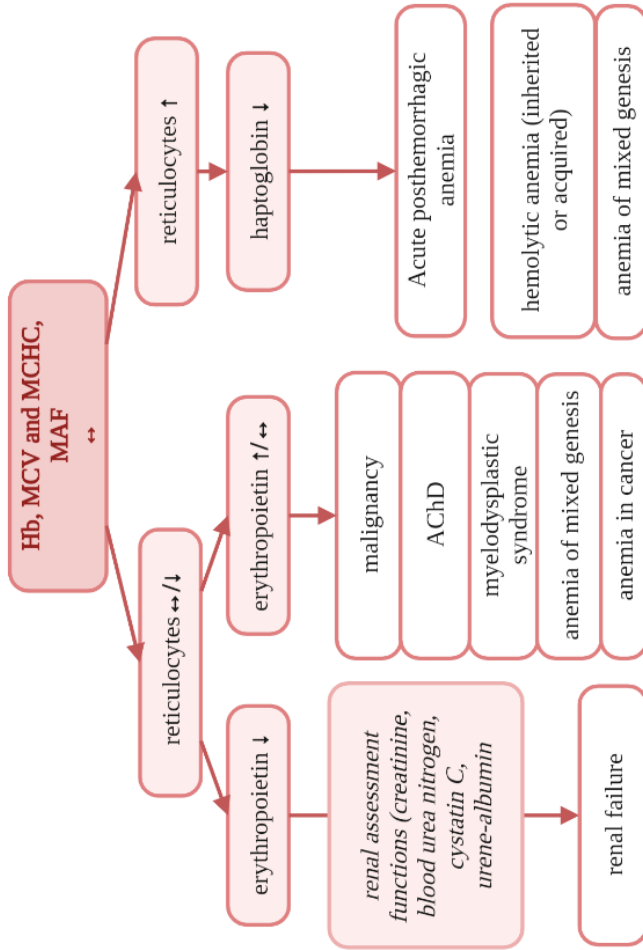 Hb, MCV and MCHC,
MAF
↔
reticulocytes ↔/↓
reticulocytes ↑
erythropoietin ↓
erythropoietin ↑/↔
haptoglobin ↓
renal assessment
functions (creatinine,
blood urea nitrogen,
cystatin C,
urene-albumin
renal failure
malignancy
AChD
myelodysplastic
syndrome
anemia of mixed genesis
anemia in cancer
Acute posthemorrhagic
anemia
hemolytic anemia (inherited
or acquired)
anemia of mixed genesis